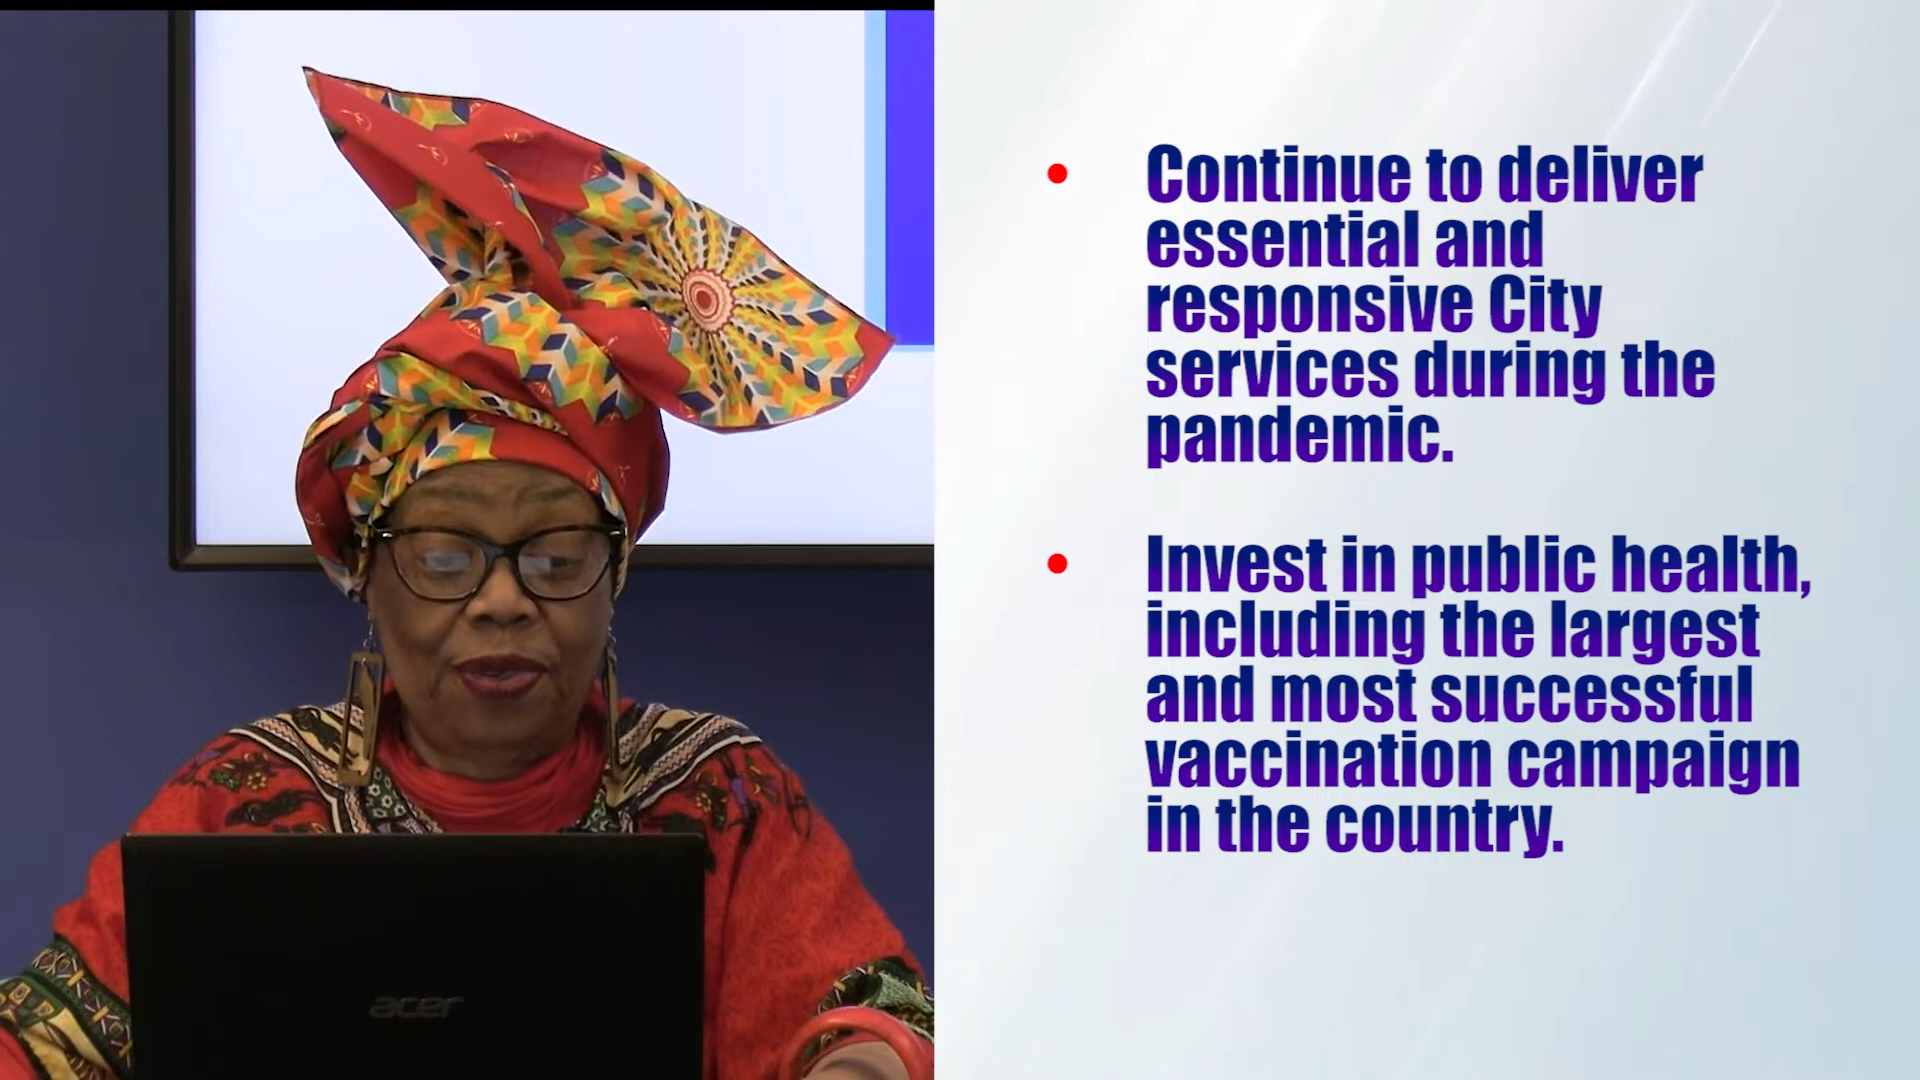 Continue to deliver
essential and
responsive City
services during the
pandemic.
Invest in public health,
including the largest
and most successful
vaccination campaign
in the country.
acer